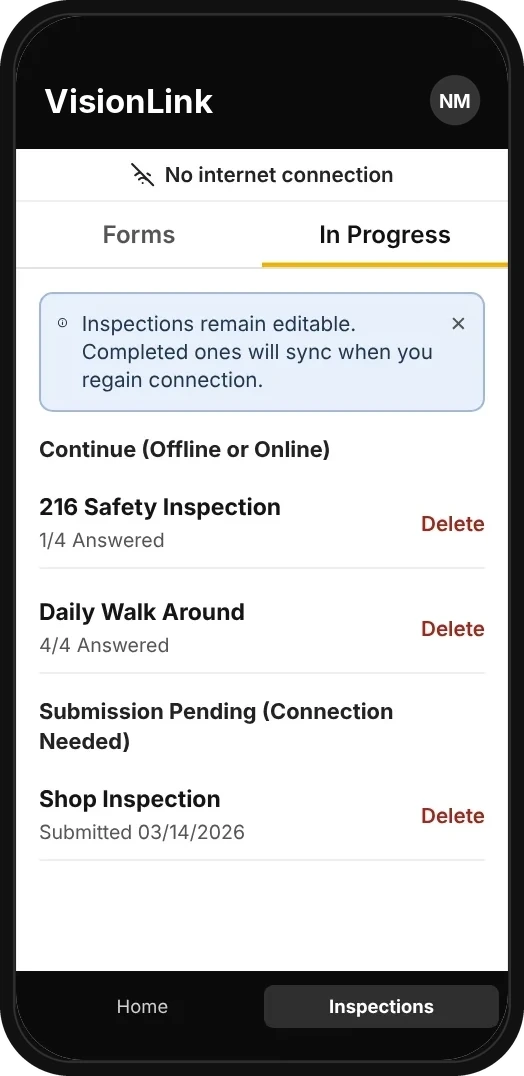 VisionLink
NM
No internet connection
Forms
In Progress
Inspections remain editable.
Completed ones will sync when you
regain connection.
Continue (Offline or Online)
216 Safety Inspection
1/4 Answered
Delete
Daily Walk Around
4/4 Answered
Delete
Submission Pending (Connection
Needed)
Shop Inspection
Submitted 03/14/2026
Delete
Home
Inspections